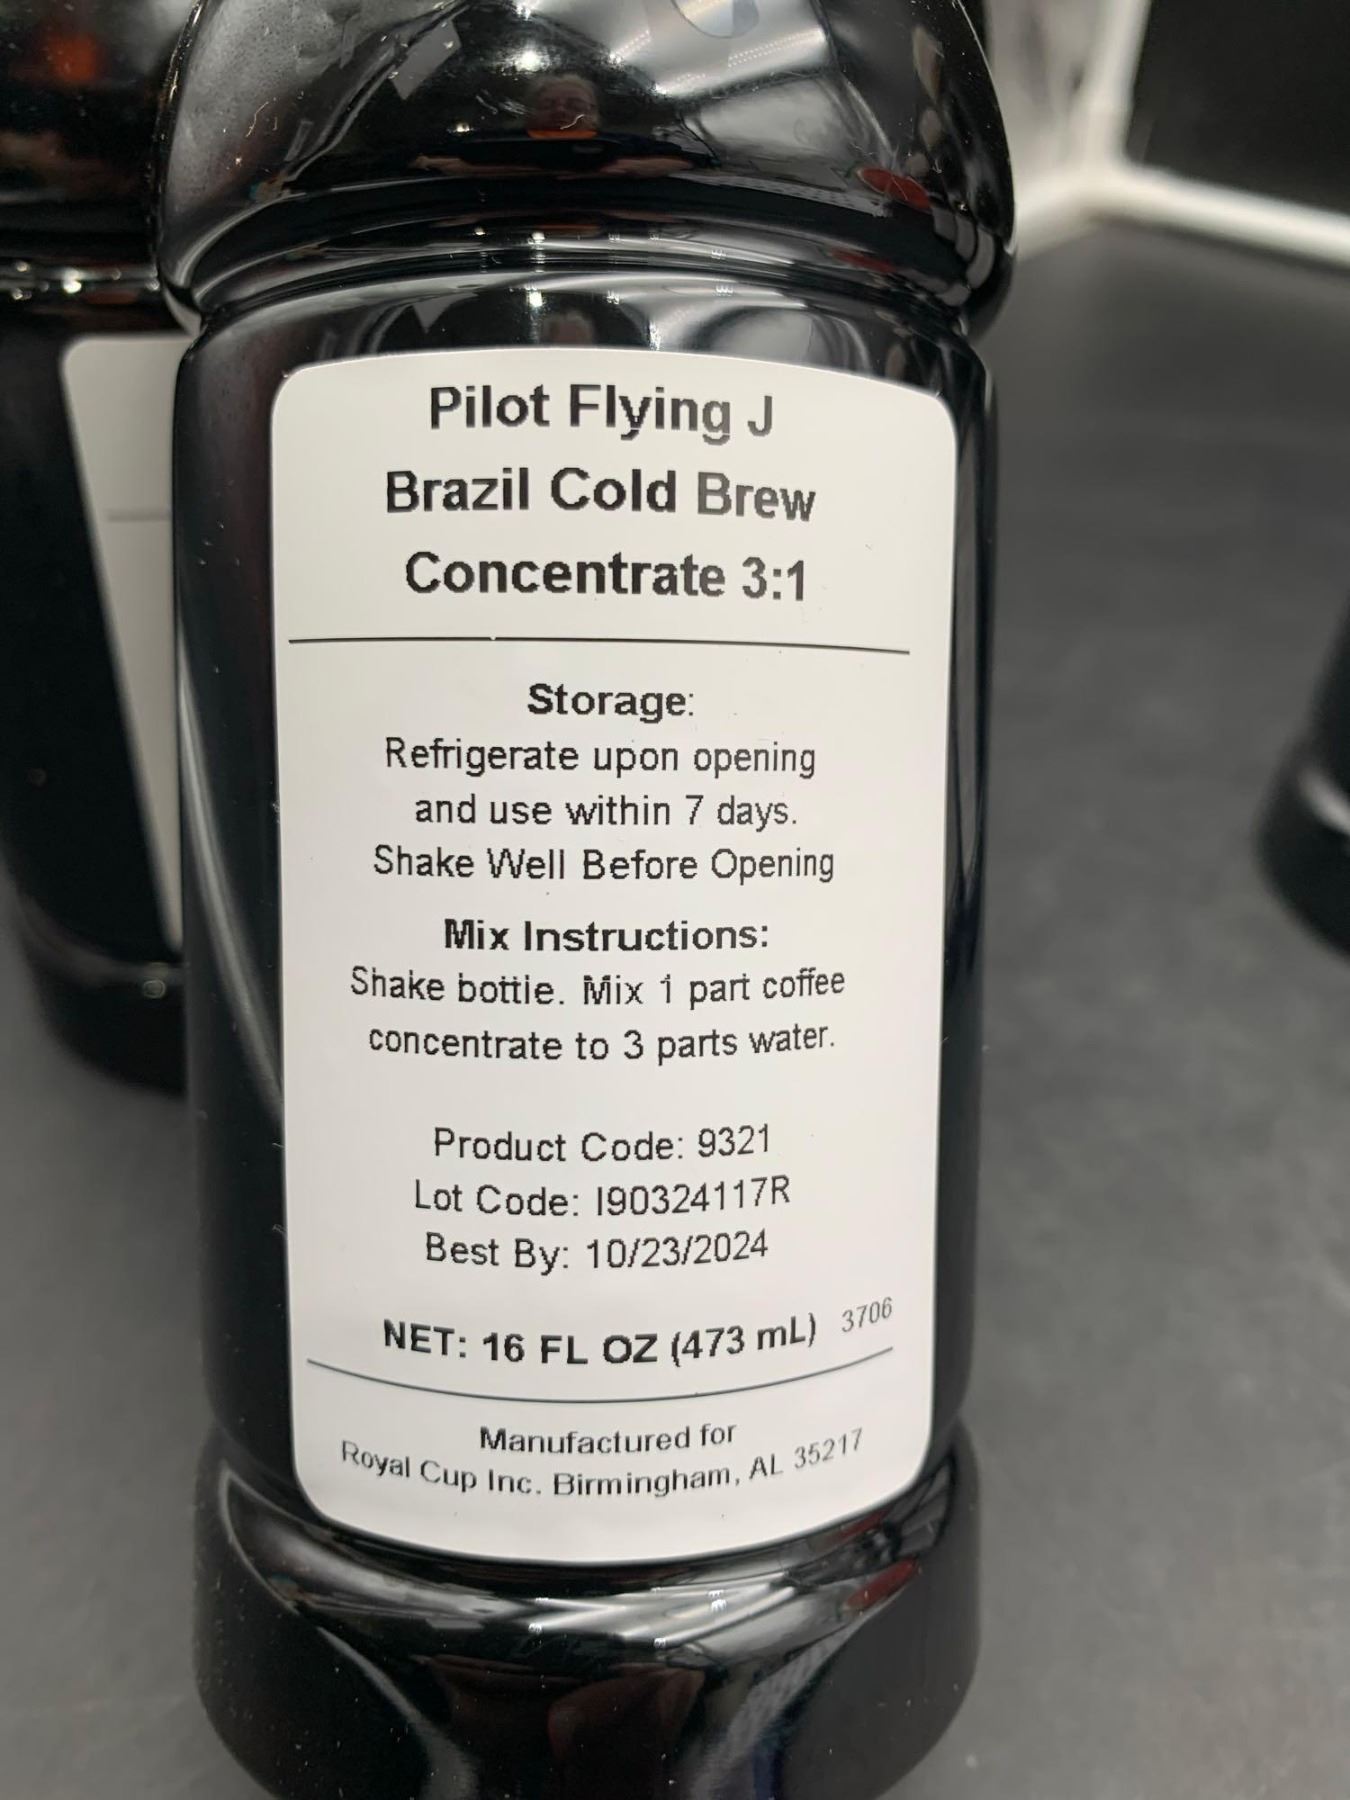 Pilot Flying J
Brazil Cold Brew
Concentrate 3:1
Storage:
Refrigerate upon opening
and use within 7 days.
Shake Well Before Opening
Mix Instructions:
Shake bottle. Mix 1 part coffee
concentrate to 3 parts water.
Product Code: 9321
Lot Code: I90324117R
Best By: 10/23/2024
NET: 16 FL OZ (473 mL) 3706
Manufactured for
Royal Cup Inc. Birmingham, AL 35217